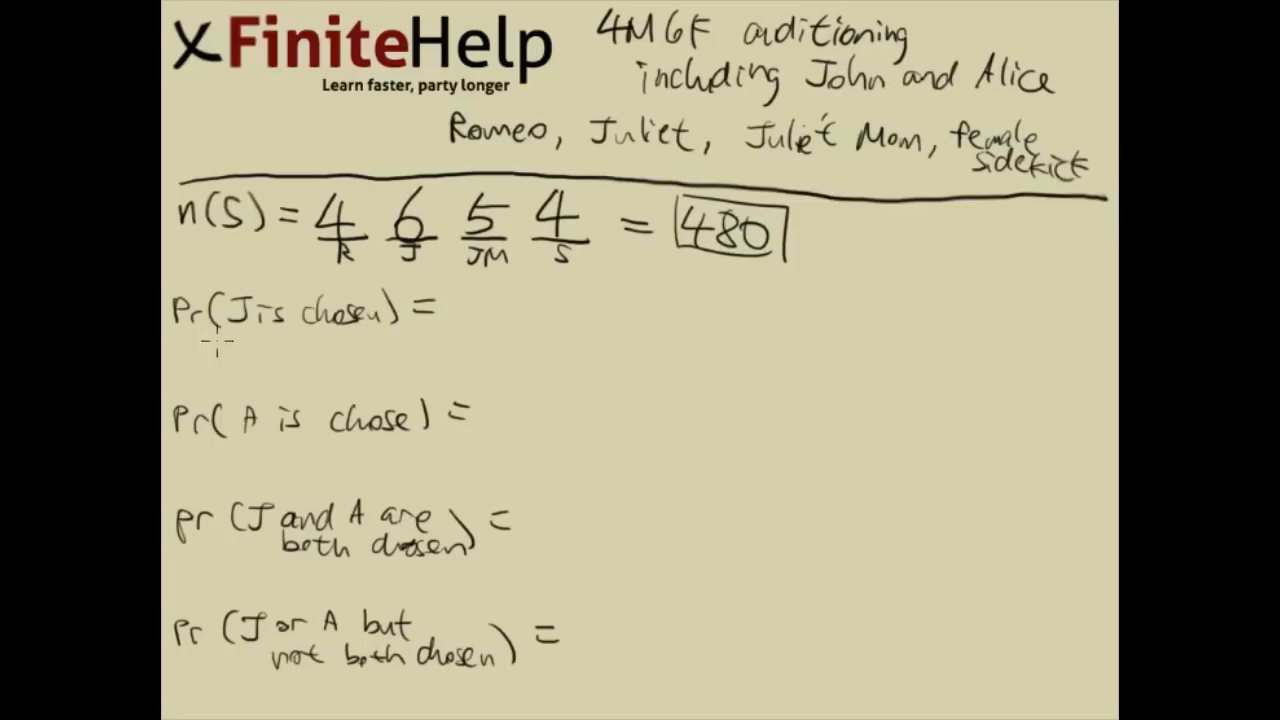 xFiniteHelp
Learn faster, party longer
4M 6F auditioning
including John and Alice
Romeo, Juliet, Juliet Mom, female
sidekick
n(S) = 4 6 5 4 = 480
R J JM S
Pr(J is chosen) =
Pr( A is chose) =
pr (J and A are
both chosen) =
Pr (J or A but
not both chosen) =